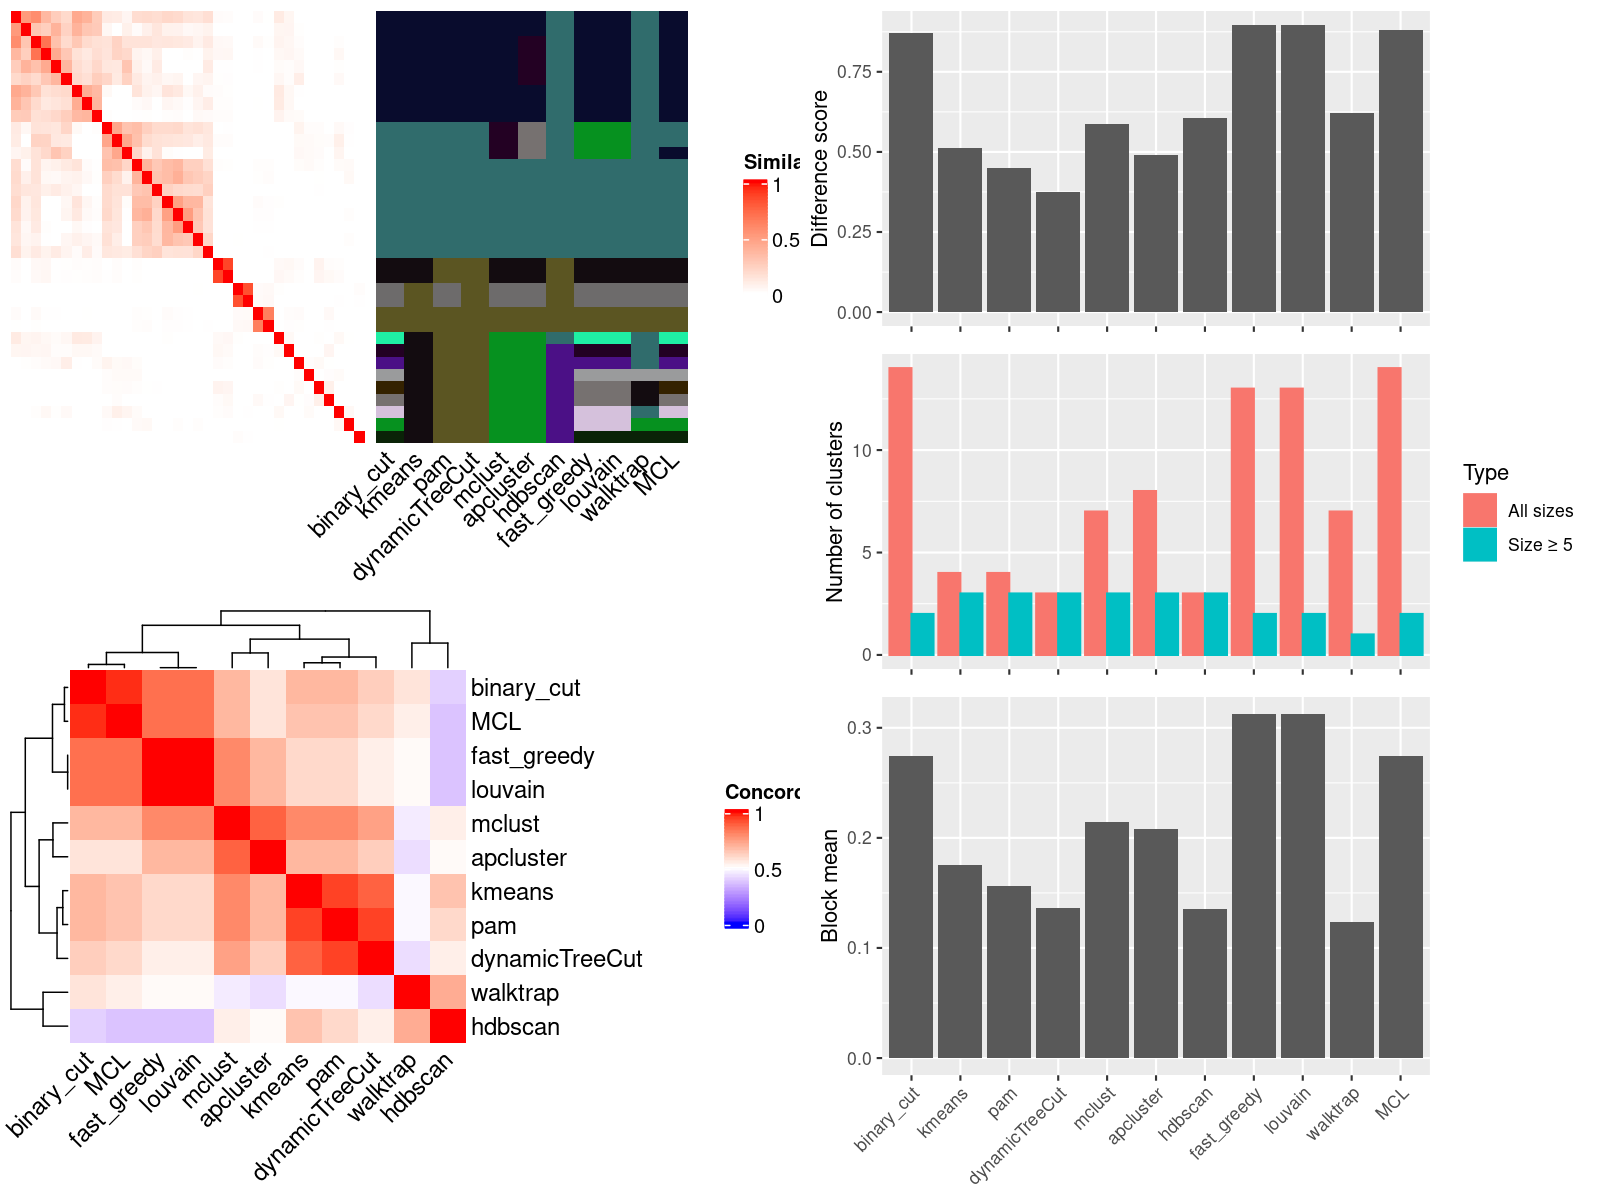 Simila
1
0.5
0
binary_cut
kmeans
pam
dynamicTreeCut
mclust
apcluster
hdbscan
fast_greedy
louvain
walktrap
MCL
binary_cut
MCL
fast_greedy
louvain
mclust
apcluster
kmeans
pam
dynamicTreeCut
walktrap
hdbscan
Concord
1
0.5
0
binary_cut
MCL
fast_greedy
louvain
mclust
apcluster
kmeans
pam
dynamicTreeCut
walktrap
hdbscan
Difference score
0.75
0.50
0.25
0.00
Number of clusters
10
5
0
Type
All sizes
Size ≥ 5
Block mean
0.3
0.2
0.1
0.0
binary_cut
kmeans
pam
dynamicTreeCut
mclust
apcluster
hdbscan
fast_greedy
louvain
walktrap
MCL